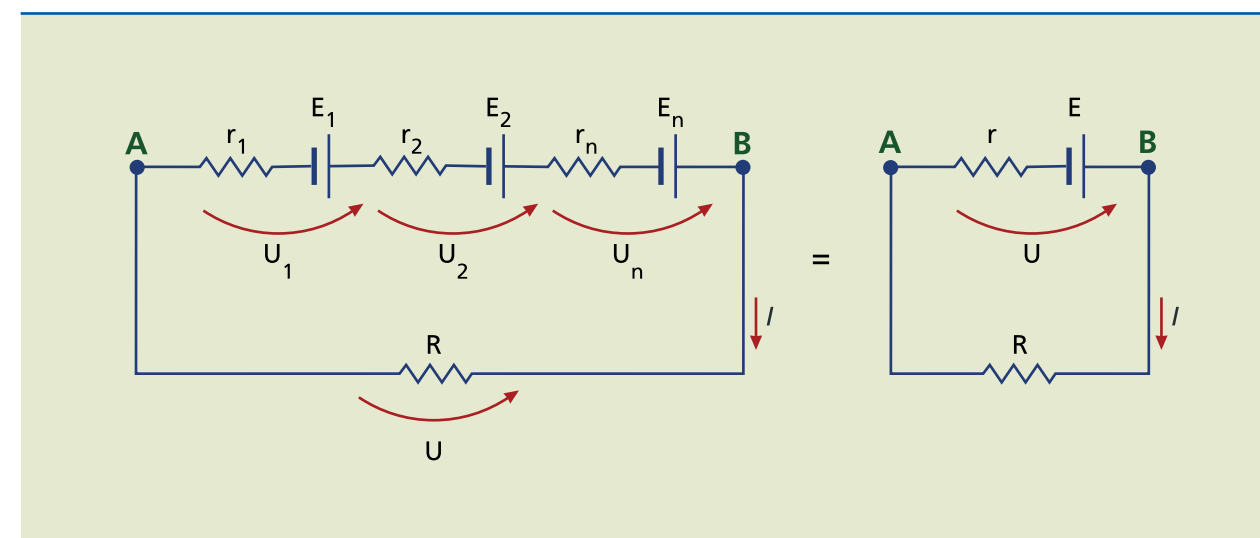 E1 E2 En E
A r1 r2 rn B A r B
U1 U2 Un = U
I I
R R
U